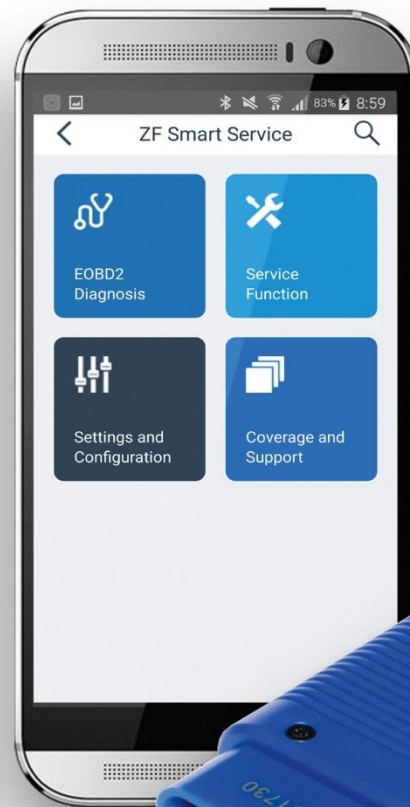 83% 8:59
ZF Smart Service
EOBD2
Diagnosis
Service
Function
Settings and
Configuration
Coverage and
Support